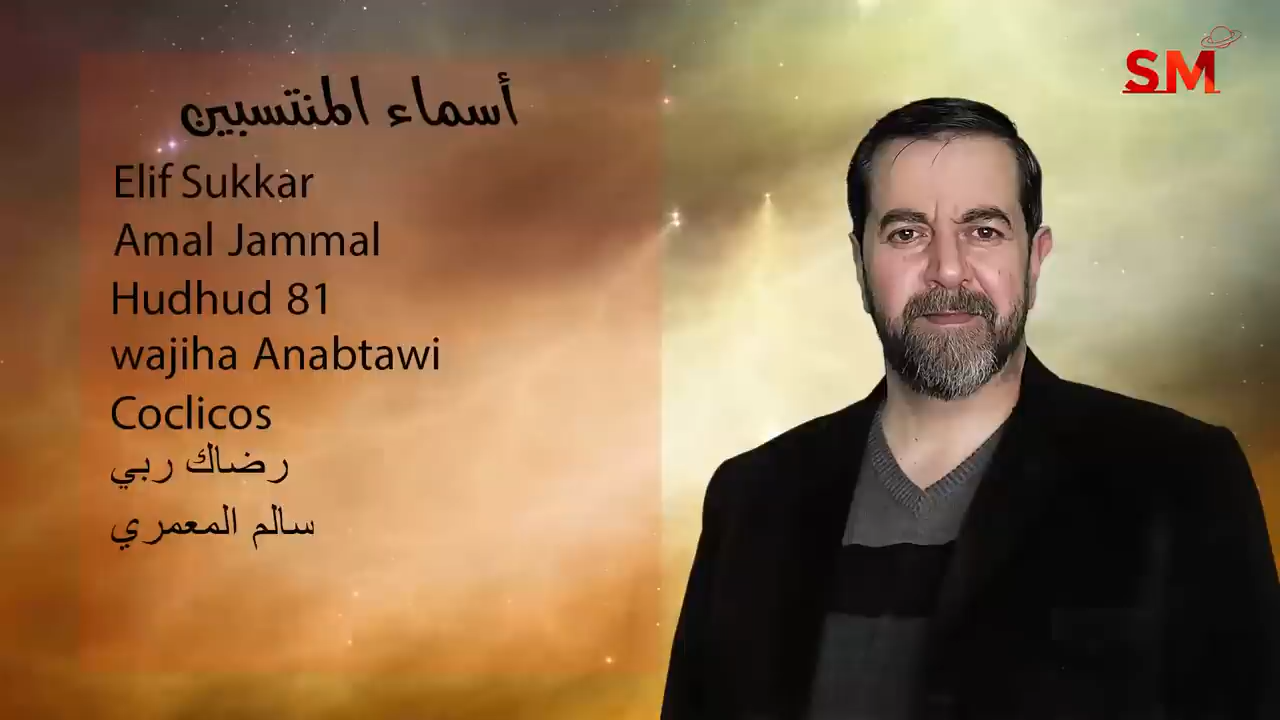 SM
أسماء المنتسبين
Elif Sukkar
Amal Jammal
Hudhud 81
wajiha Anabtawi
Coclicos
رضاك ربي
سالم المعمري